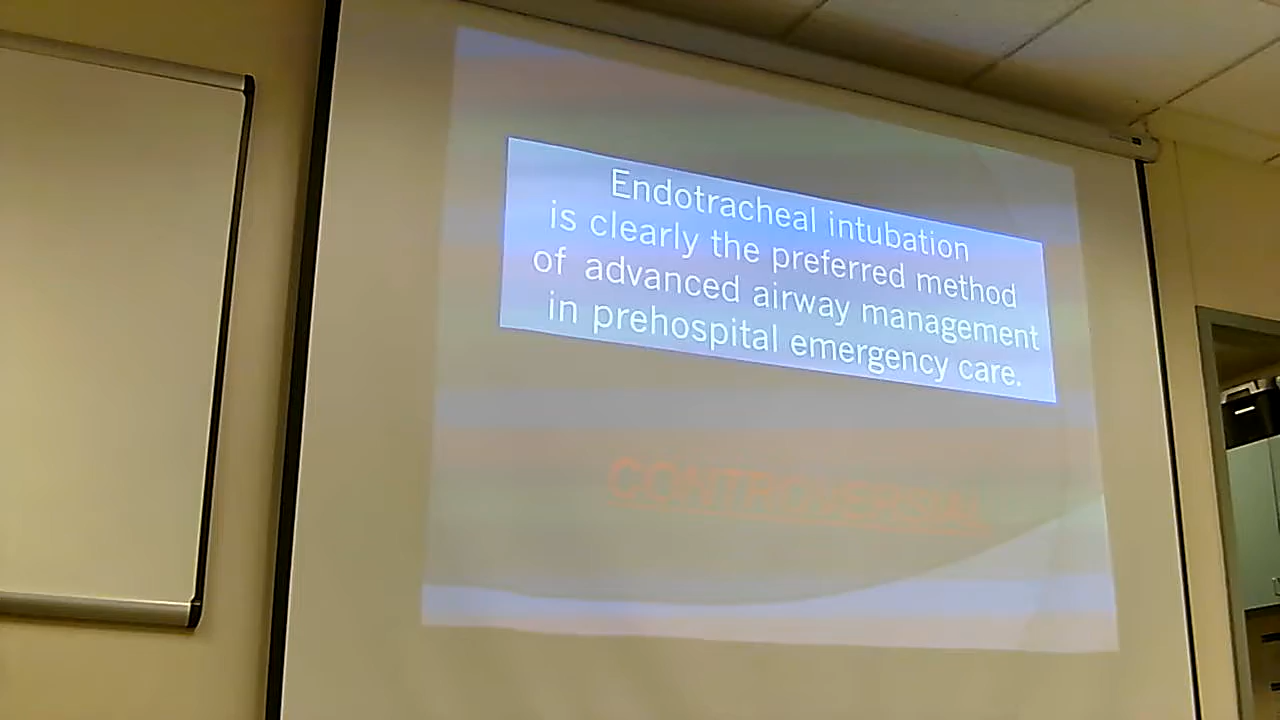 Endotracheal intubation
is clearly the preferred method
of advanced airway management
in prehospital emergency care.
CONTROVERSIAL